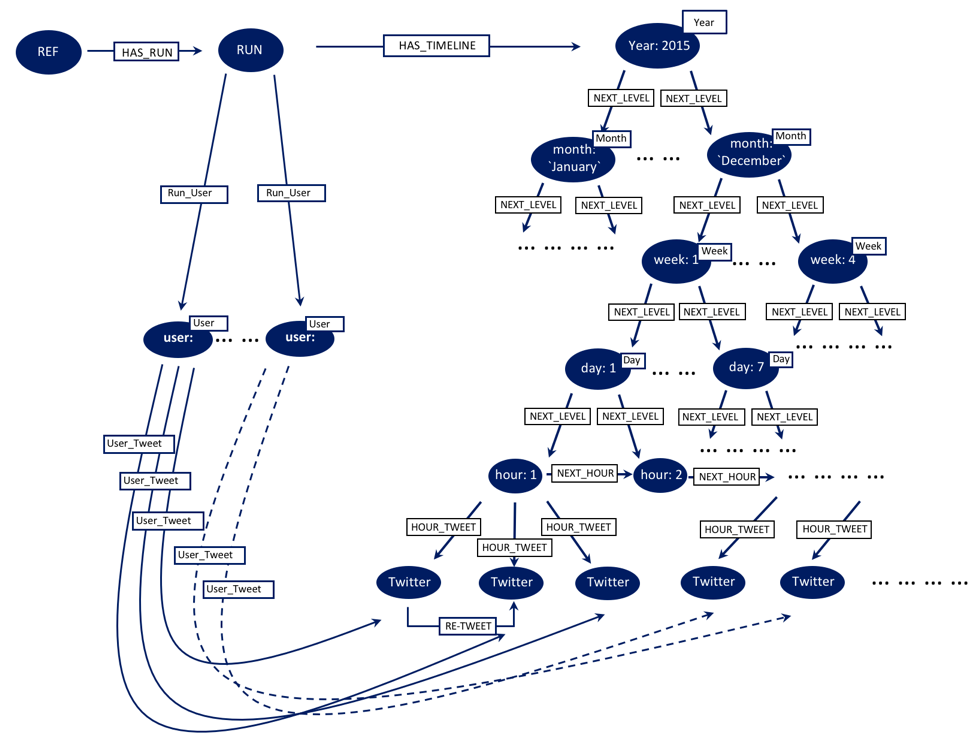 Year
REF
HAS_RUN
RUN
HAS_TIMELINE
Year: 2015
NEXT_LEVEL
NEXT_LEVEL
Month
month:
`January`
... ...
Month
month:
`December`
Run_User
Run_User
NEXT_LEVEL
NEXT_LEVEL
NEXT_LEVEL
NEXT_LEVEL
... ... ... ...
Week
week: 1
... ...
Week
week: 4
User
user:
... ...
User
user:
NEXT_LEVEL
NEXT_LEVEL
NEXT_LEVEL
NEXT_LEVEL
... ... ... ...
Day
day: 1
... ...
Day
day: 7
NEXT_LEVEL
NEXT_LEVEL
NEXT_LEVEL
NEXT_LEVEL
... ... ... ...
User_Tweet
User_Tweet
User_Tweet
User_Tweet
User_Tweet
hour: 1
NEXT_HOUR
hour: 2
NEXT_HOUR
... ... ... ...
HOUR_TWEET
HOUR_TWEET
HOUR_TWEET
HOUR_TWEET
HOUR_TWEET
Twitter
Twitter
Twitter
Twitter
Twitter
... ... ... ...
RE-TWEET